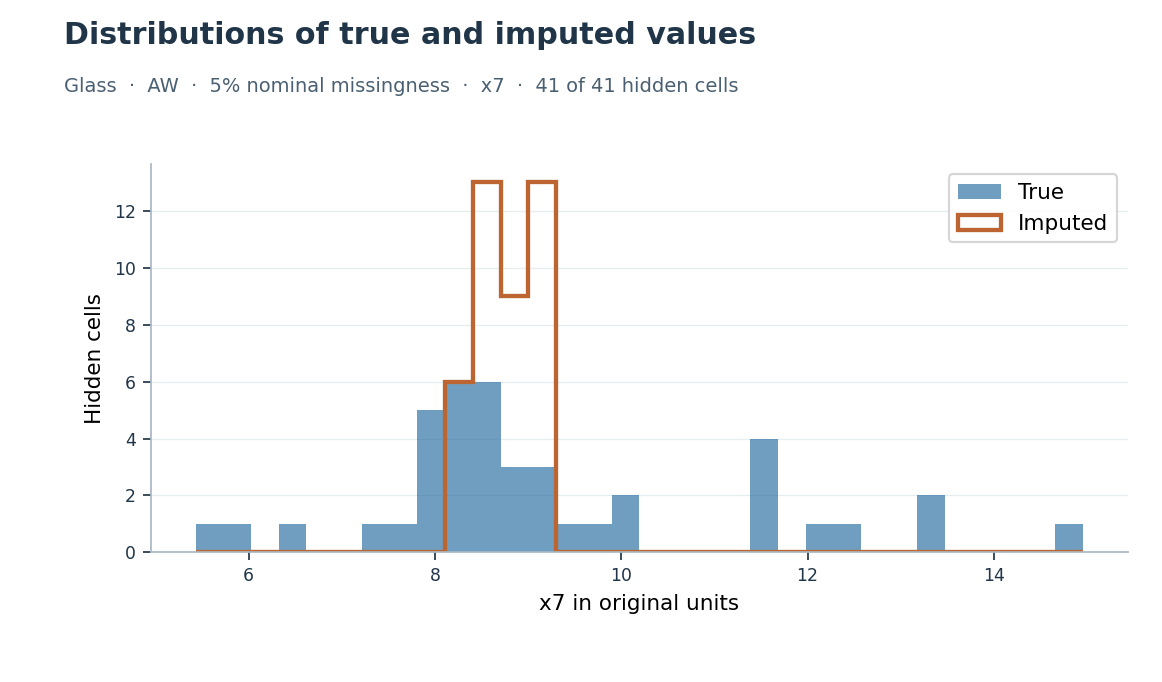 Distributions of true and imputed values
Glass · AW · 5% nominal missingness · x7 · 41 of 41 hidden cells
True
Imputed
Hidden cells
12
10
8
6
4
2
0
6
8
10
12
14
x7 in original units